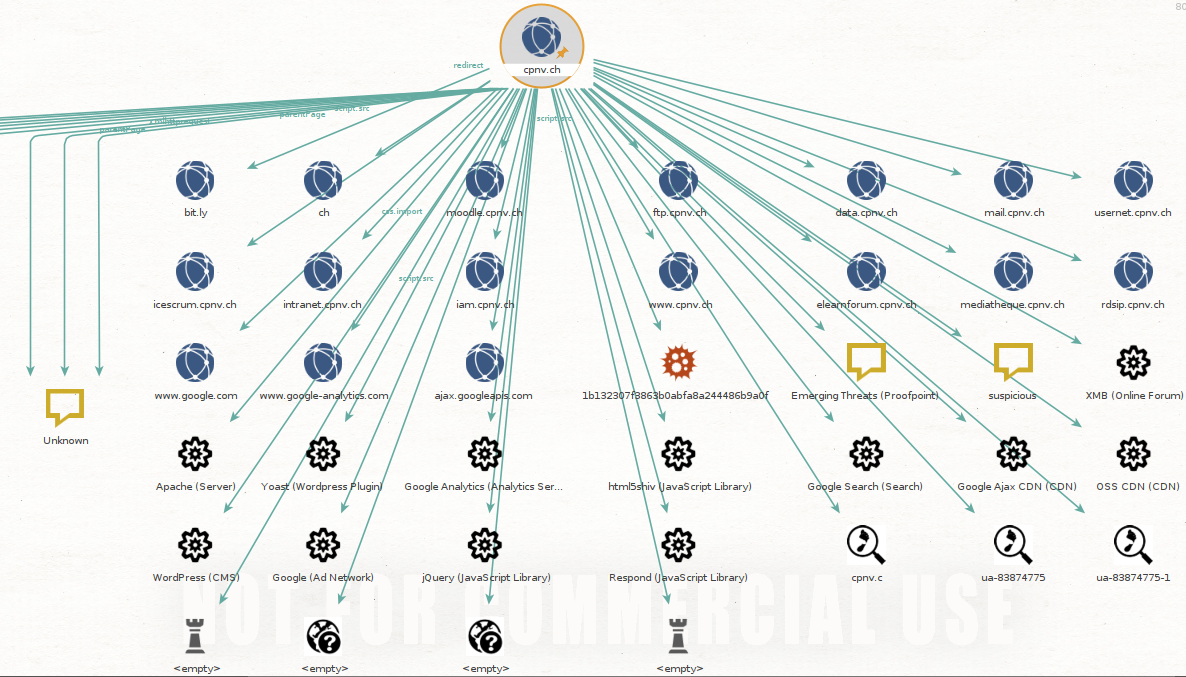 80
cpnv.ch
redirect
script.src
parentPage
script.src
parentPage
bit.ly
ch
moodle.cpnv.ch
ftp.cpnv.ch
data.cpnv.ch
mail.cpnv.ch
usernet.cpnv.ch
css.import
script.src
icescrum.cpnv.ch
intranet.cpnv.ch
iam.cpnv.ch
www.cpnv.ch
elearnforum.cpnv.ch
mediatheque.cpnv.ch
rdsip.cpnv.ch
www.google.com
www.google-analytics.com
ajax.googleapis.com
1b132307f3863b0abfa8a244486b9a0f
Emerging Threats (Proofpoint)
suspicious
XMB (Online Forum)
Unknown
Apache (Server)
Yoast (Wordpress Plugin)
Google Analytics (Analytics Ser...
html5shiv (JavaScript Library)
Google Search (Search)
Google Ajax CDN (CDN)
OSS CDN (CDN)
WordPress (CMS)
Google (Ad Network)
jQuery (JavaScript Library)
Respond (JavaScript Library)
cpnv.c
ua-83874775
ua-83874775-1
NOT FOR COMMERCIAL USE
<empty>
<empty>
<empty>
<empty>